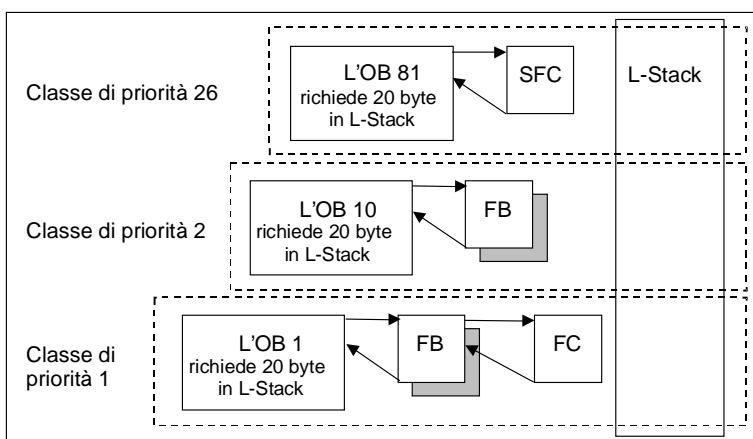 Classe di priorità 26
L'OB 81
richiede 20 byte
in L-Stack
SFC
L-Stack
Classe di priorità 2
L'OB 10
richiede 20 byte
in L-Stack
FB
Classe di
priorità 1
L'OB 1
richiede 20 byte
in L-Stack
FB
FC